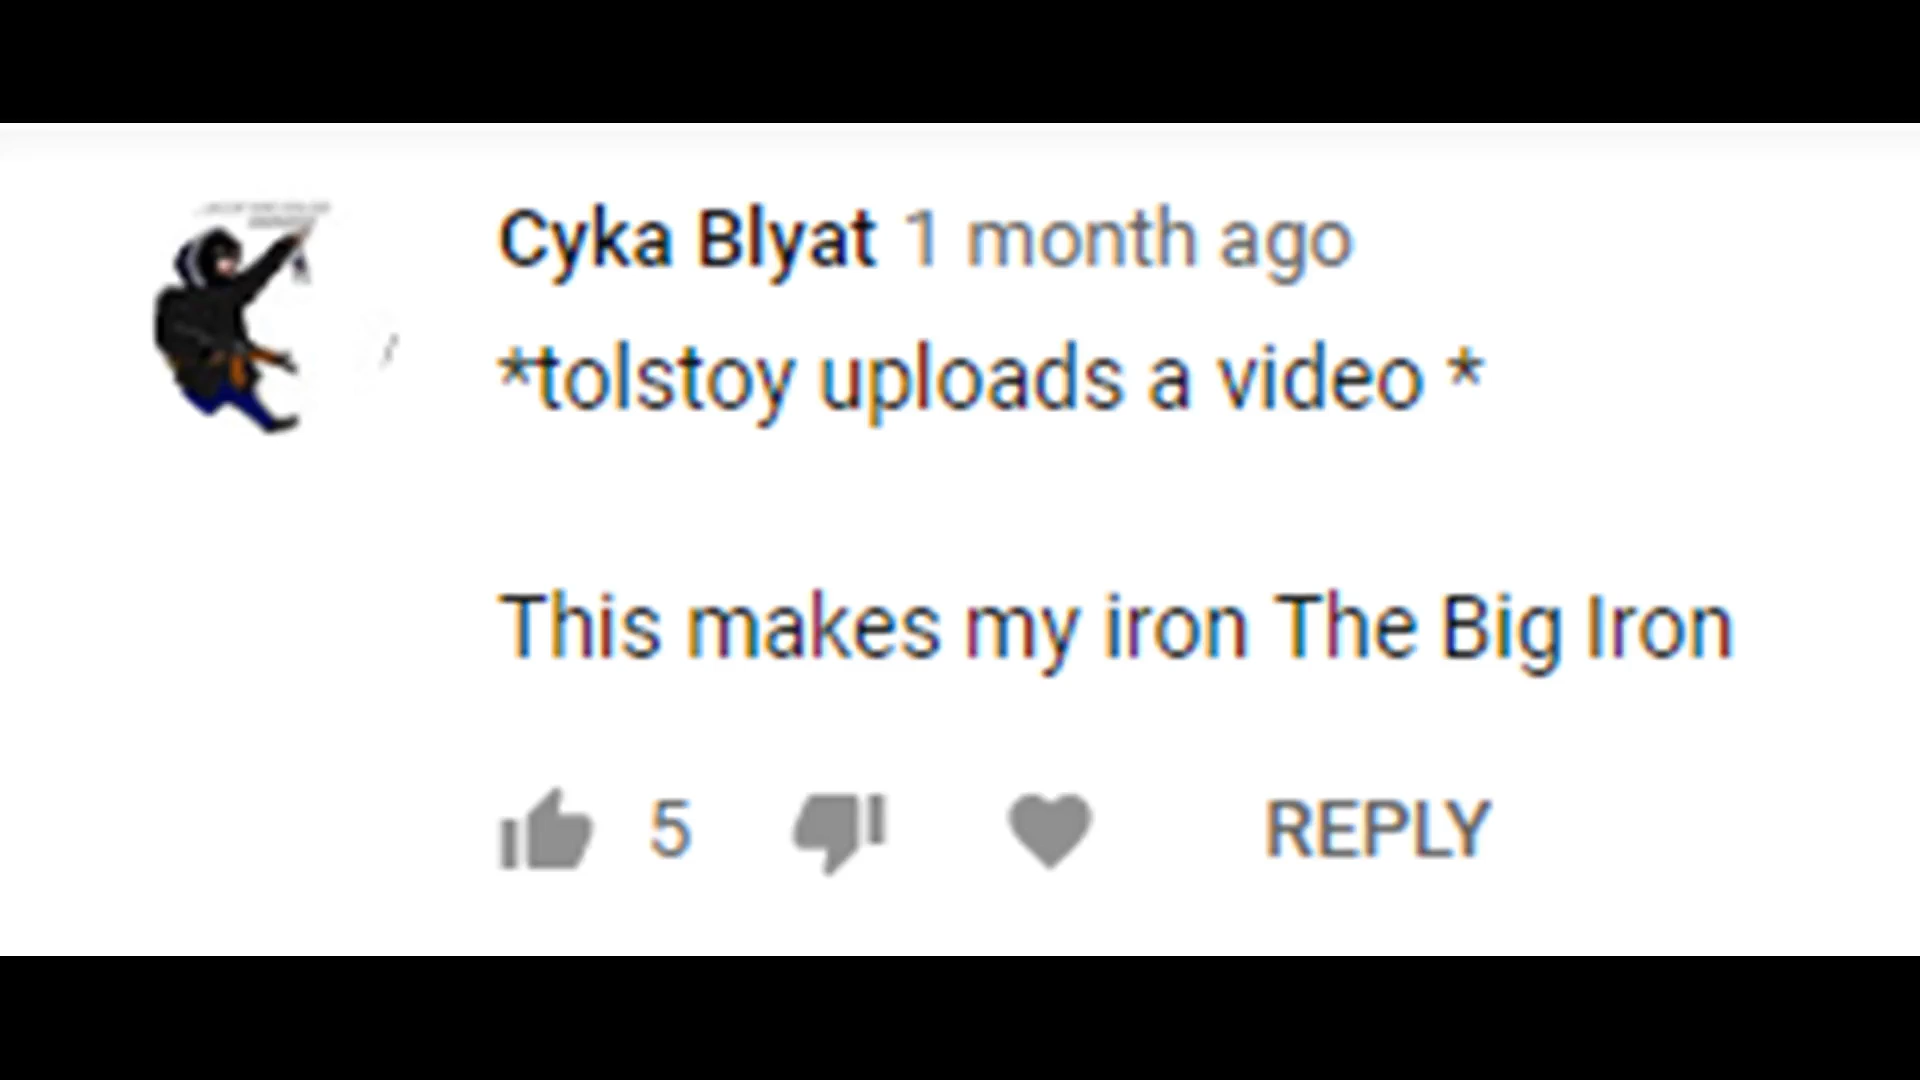 Cyka Blyat 1 month ago
*tolstoy uploads a video *
This makes my iron The Big Iron
5 REPLY